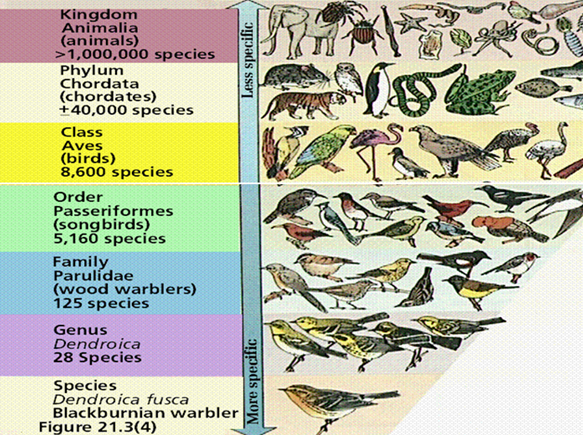 Kingdom
Animalia
(animals)
>1,000,000 species
Phylum
Chordata
(chordates)
±40,000 species
Class
Aves
(birds)
8,600 species
Order
Passeriformes
(songbirds)
5,160 species
Family
Parulidae
(wood warblers)
125 species
Genus
Dendroica
28 Species
Species
Dendroica fusca
Blackburnian warbler
Figure 21.3(4)
Less specific
More specific